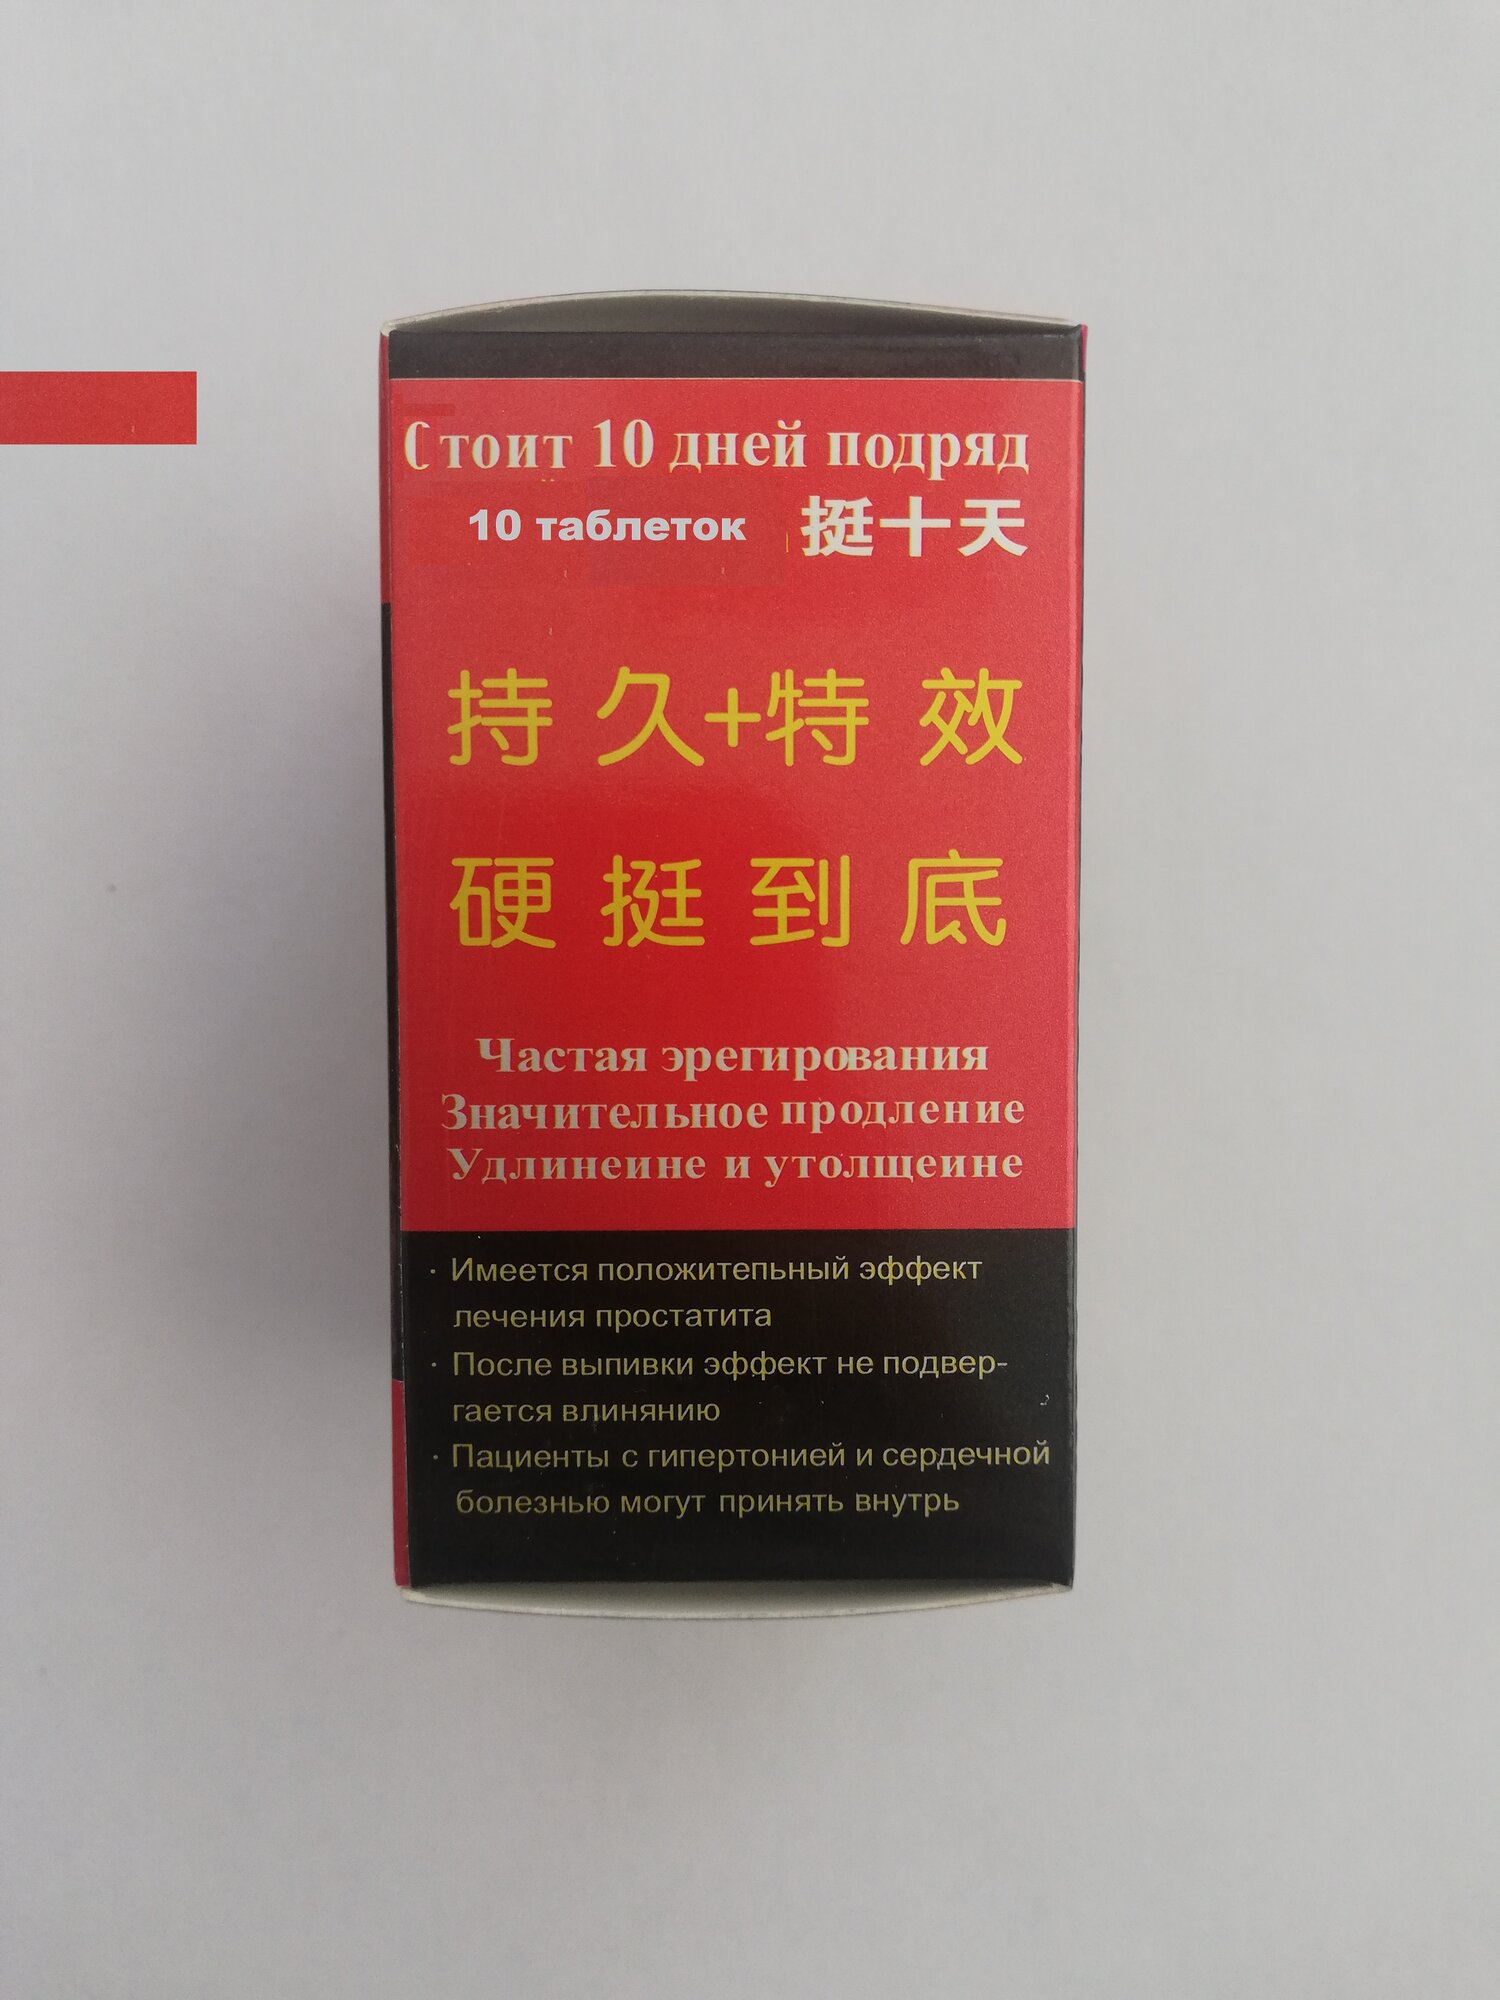 Стоит 10 дней подряд
10 таблеток 挺十天
持久+特效
硬挺到底
Частая эрегирования
Значительное продление
Удлинеине и утолщеине
· Имеется положитепьный эффект
лечения простатита
· После выпивки эффект не подвер-
гается влинянию
· Пациенты с гипертонией и сердечной
болезнью могут принять внутрь